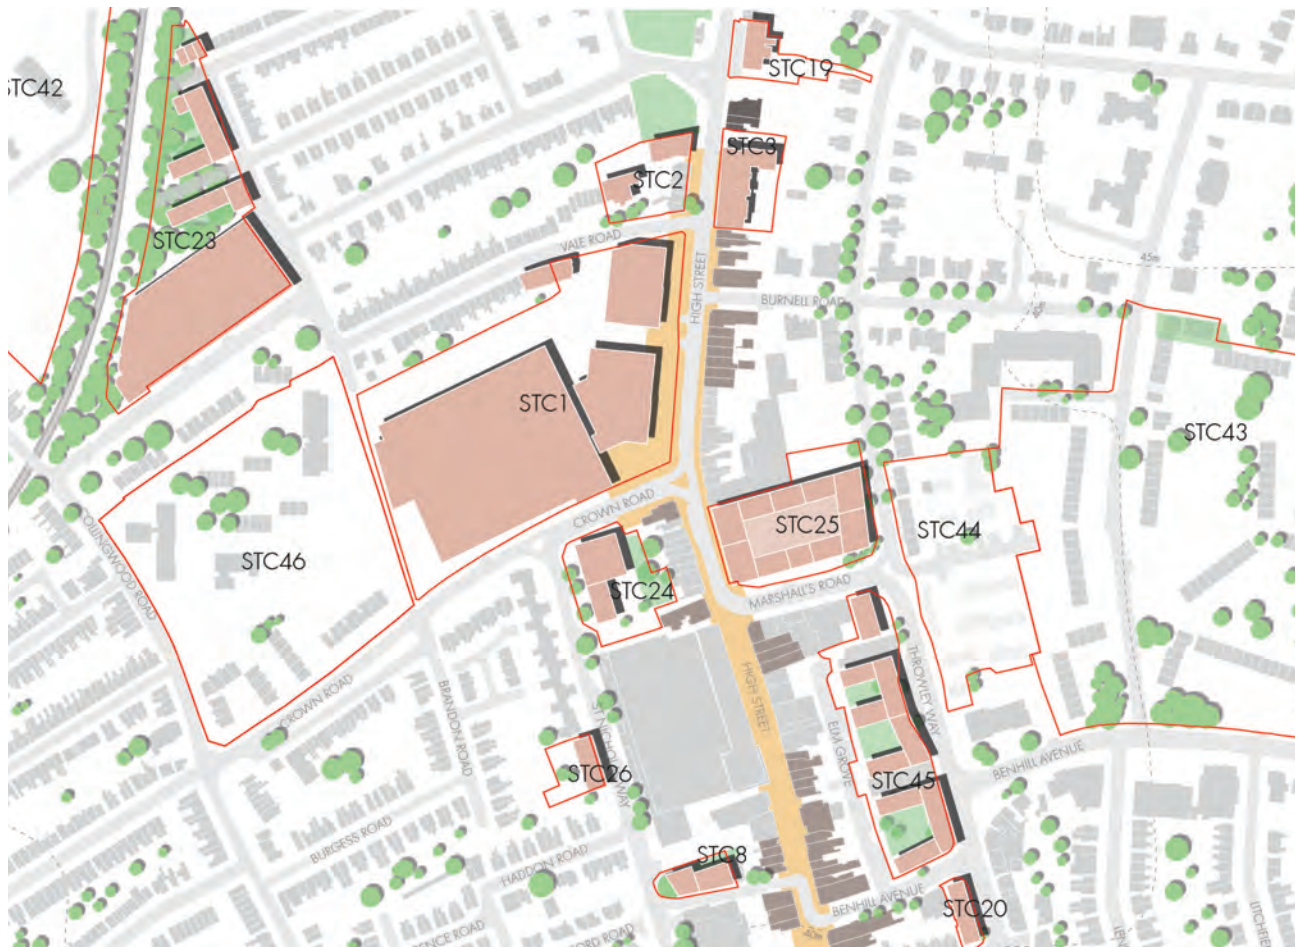 STC19
STC42
STC3
STC2
STC23
VALE ROAD
HIGH STREET
BURNELL ROAD
45m
40m
STC1
STC43
CROWN ROAD
STC25
STC44
COLLINGWOOD ROAD
STC46
STC24
MARSHALL'S ROAD
THROWLEY WAY
HIGH STREET
CROWN ROAD
BRANDON ROAD
ST NICHOLAS WAY
ELM GROVE
STC26
STC45
BENHILL AVENUE
BURGESS ROAD
HADDON ROAD
STC8
BENHILL AVENUE
STC20